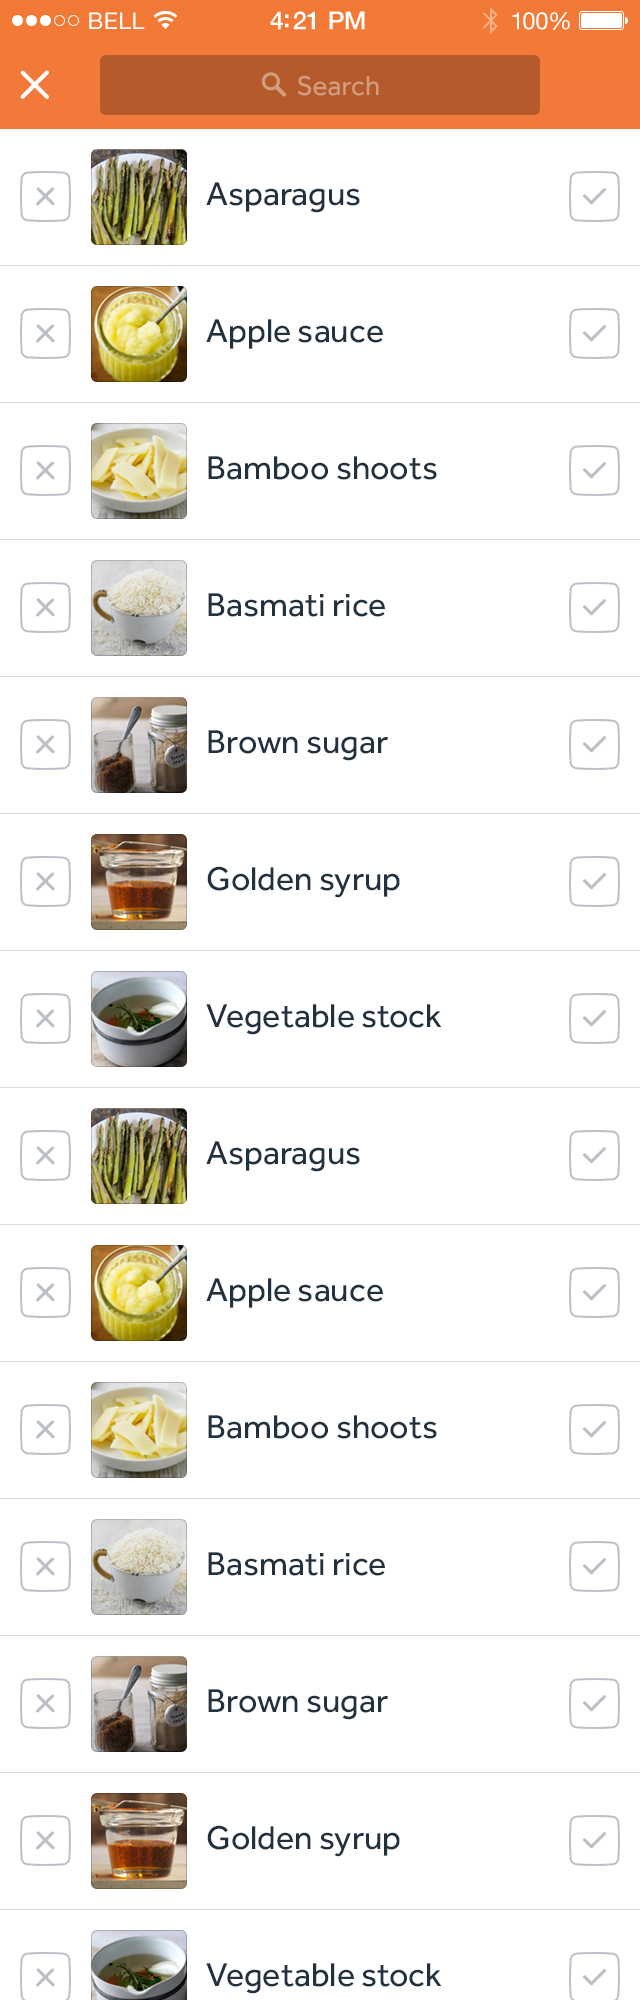 BELL 4:21 PM 100%
Search
Asparagus
Apple sauce
Bamboo shoots
Basmati rice
Brown sugar
Golden syrup
Vegetable stock
Asparagus
Apple sauce
Bamboo shoots
Basmati rice
Brown sugar
Golden syrup
Vegetable stock